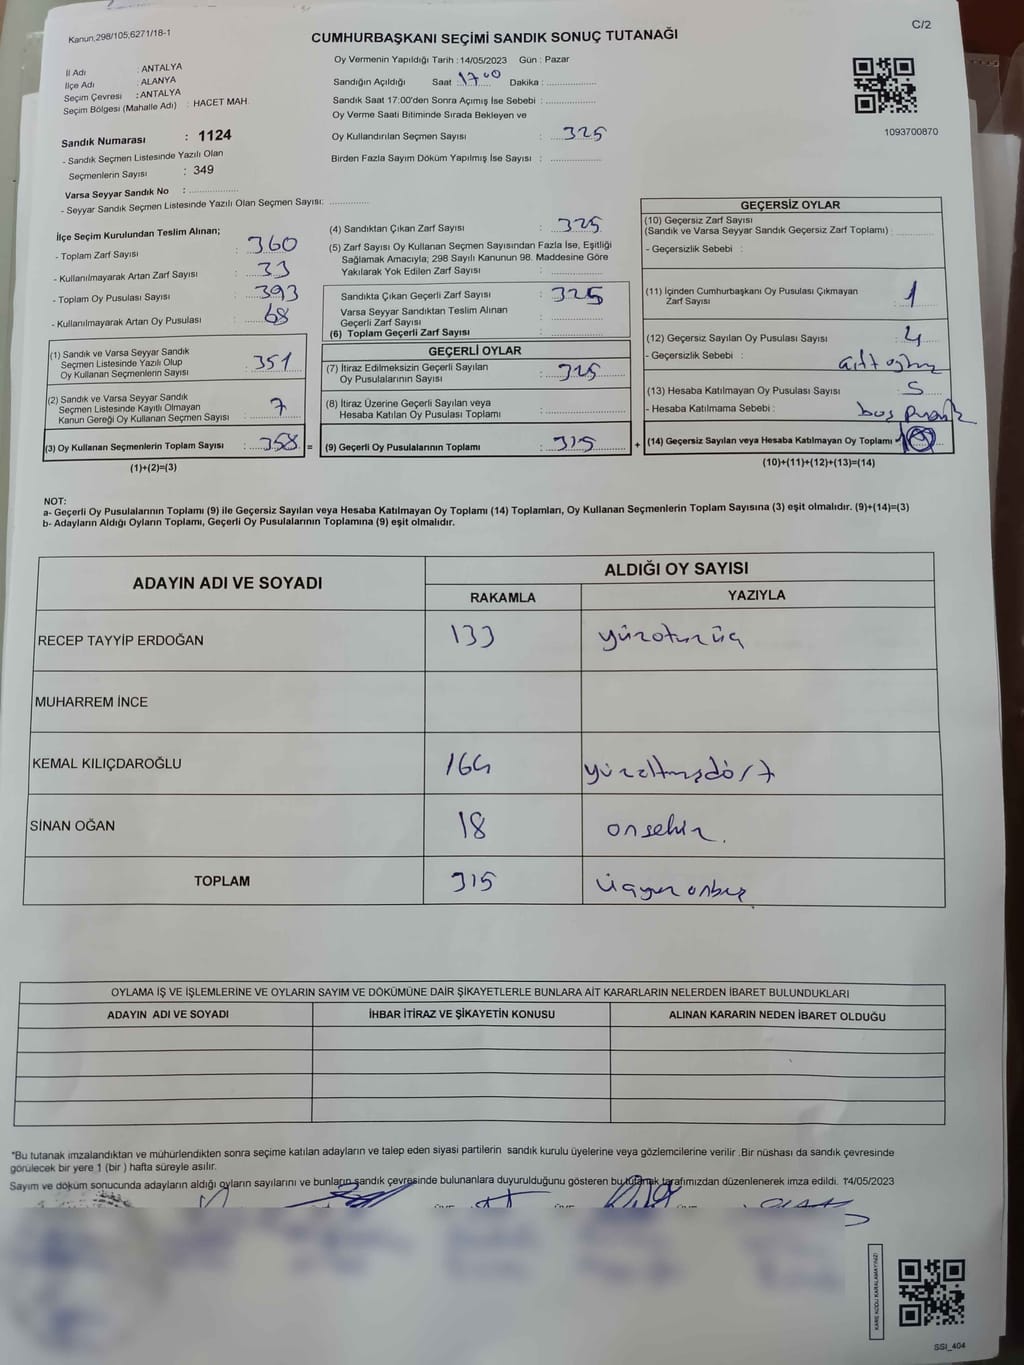 Kanun,298/105,6271/18-1
C/2
CUMHURBAŞKANI SEÇİMİ SANDIK SONUÇ TUTANAĞI
İl Adı : ANTALYA
İlçe Adı : ALANYA
Seçim Çevresi : ANTALYA
Seçim Bölgesi (Mahalle Adı) : HACET MAH.
Sandık Numarası : 1124
- Sandık Seçmen Listesinde Yazılı Olan
Seçmenlerin Sayısı : 349
Varsa Seyyar Sandık No : ..................
- Seyyar Sandık Seçmen Listesinde Yazılı Olan Seçmen Sayısı: ..............
Oy Vermenin Yapıldığı Tarih : 14/05/2023 Gün : Pazar
Sandığın Açıldığı Saat : 17 00 Dakika : ..................
Sandık Saat 17:00'den Sonra Açımış İse Sebebi : ..................
Oy Verme Saati Bitiminde Sırada Bekleyen ve
Oy Kullandırılan Seçmen Sayısı : 325
Birden Fazla Sayım Döküm Yapılmış İse Sayısı : ..................
1093700870
İlçe Seçim Kurulundan Teslim Alınan;
- Toplam Zarf Sayısı : 360
- Kullanılmayarak Artan Zarf Sayısı : 33
- Toplam Oy Pusulası Sayısı : 393
- Kullanılmayarak Artan Oy Pusulası : 68
(1) Sandık ve Varsa Seyyar Sandık
Seçmen Listesinde Yazılı Olup
Oy Kullanan Seçmenlerin Sayısı : 351
(2) Sandık ve Varsa Seyyar Sandık
Seçmen Listesinde Kayıtlı Olmayan
Kanun Gereği Oy Kullanan Seçmen Sayısı : 7
(3) Oy Kullanan Seçmenlerin Toplam Sayısı : 358 =
(1)+(2)=(3)
(4) Sandıktan Çıkan Zarf Sayısı : 325
(5) Zarf Sayısı Oy Kullanan Seçmen Sayısından Fazla İse, Eşitliği
Sağlamak Amacıyla; 298 Sayılı Kanunun 98. Maddesine Göre
Yakılarak Yok Edilen Zarf Sayısı : ..................
Sandıkta Çıkan Geçerli Zarf Sayısı : 325
Varsa Seyyar Sandıktan Teslim Alınan
Geçerli Zarf Sayısı : ..................
(6) Toplam Geçerli Zarf Sayısı : ..................
GEÇERLİ OYLAR
(7) İtiraz Edilmeksizin Geçerli Sayılan
Oy Pusulalarının Sayısı : 325
(8) İtiraz Üzerine Geçerli Sayılan veya
Hesaba Katılan Oy Pusulası Toplamı : ..................
(9) Geçerli Oy Pusulalarının Toplamı : 315 +
GEÇERSİZ OYLAR
(10) Geçersiz Zarf Sayısı
(Sandık ve Varsa Seyyar Sandık Geçersiz Zarf Toplamı) : ..........
- Geçersizlik Sebebi :
(11) İçinden Cumhurbaşkanı Oy Pusulası Çıkmayan
Zarf Sayısı : 1
(12) Geçersiz Sayılan Oy Pusulası Sayısı : 4
- Geçersizlik Sebebi :
(13) Hesaba Katılmayan Oy Pusulası Sayısı : 5
- Hesaba Katılmama Sebebi : boş
(14) Geçersiz Sayılan veya Hesaba Katılmayan Oy Toplamı
(10)+(11)+(12)+(13)=(14)
NOT:
a- Geçerli Oy Pusulalarının Toplamı (9) ile Geçersiz Sayılan veya Hesaba Katılmayan Oy Toplamı (14) Toplamları, Oy Kullanan Seçmenlerin Toplam Sayısına (3) eşit olmalıdır. (9)+(14)=(3)
b- Adayların Aldığı Oyların Toplamı, Geçerli Oy Pusulalarının Toplamına (9) eşit olmalıdır.
ADAYIN ADI VE SOYADI
ALDIĞI OY SAYISI
RAKAMLA YAZIYLA
RECEP TAYYİP ERDOĞAN 133 yüzotuzüç
MUHARREM İNCE
KEMAL KILIÇDAROĞLU 164 yüzaltmışdört
SİNAN OĞAN 18 onsekiz.
TOPLAM 315 üçyüzonbeş
OYLAMA İŞ VE İŞLEMLERİNE VE OYLARIN SAYIM VE DÖKÜMÜNE DAİR ŞİKAYETLERLE BUNLARA AİT KARARLARIN NELERDEN İBARET BULUNDUKLARI
ADAYIN ADI VE SOYADI İHBAR İTİRAZ VE ŞİKAYETİN KONUSU ALINAN KARARIN NEDEN İBARET OLDUĞU
*Bu tutanak imzalandıktan ve mühürlendikten sonra seçime katılan adayların ve talep eden siyasi partilerin sandık kurulu üyelerine veya gözlemcilerine verilir .Bir nüshası da sandık çevresinde
görülecek bir yere 1 (bir ) hafta süreyle asılır.
Sayım ve döküm sonucunda adayların aldığı oyların sayılarını ve bunların sandık çevresinde bulunanlara duyurulduğunu gösteren bu tutanak tarafımızdan düzenlenerek imza edildi. 14/05/2023
KARE KODU KARALAMAYINIZ!
SSI_404